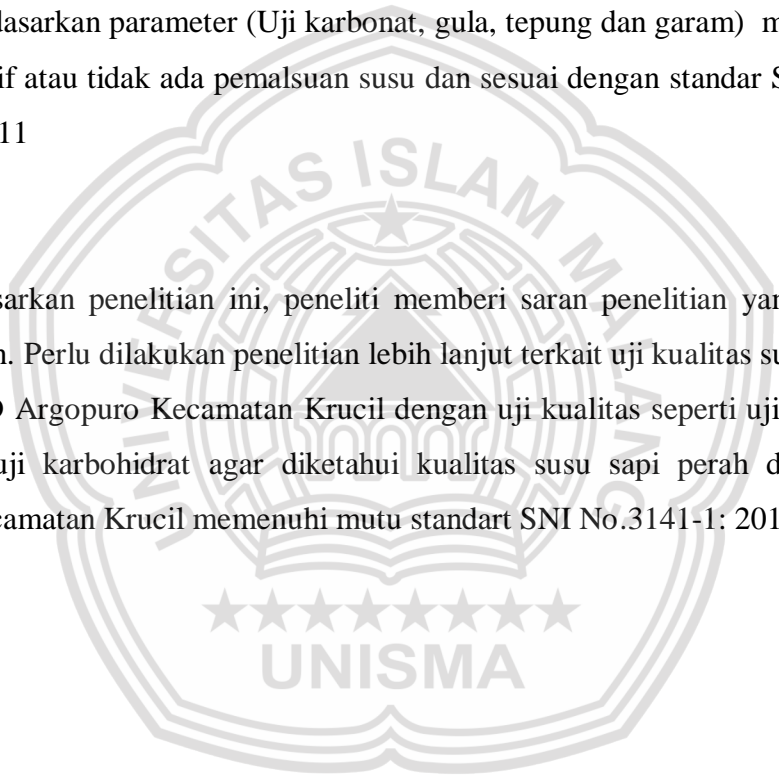 dasarkan parameter (Uji karbonat, gula, tepung dan garam) m
if atau tidak ada pemalsuan susu dan sesuai dengan standar S
11
sarkan penelitian ini, peneliti memberi saran penelitian yan
n. Perlu dilakukan penelitian lebih lanjut terkait uji kualitas su
D Argopuro Kecamatan Krucil dengan uji kualitas seperti uji
uji karbohidrat agar diketahui kualitas susu sapi perah d
camatan Krucil memenuhi mutu standart SNI No.3141-1: 201
UNIVERSITAS ISLAM MALANG
UNISMA